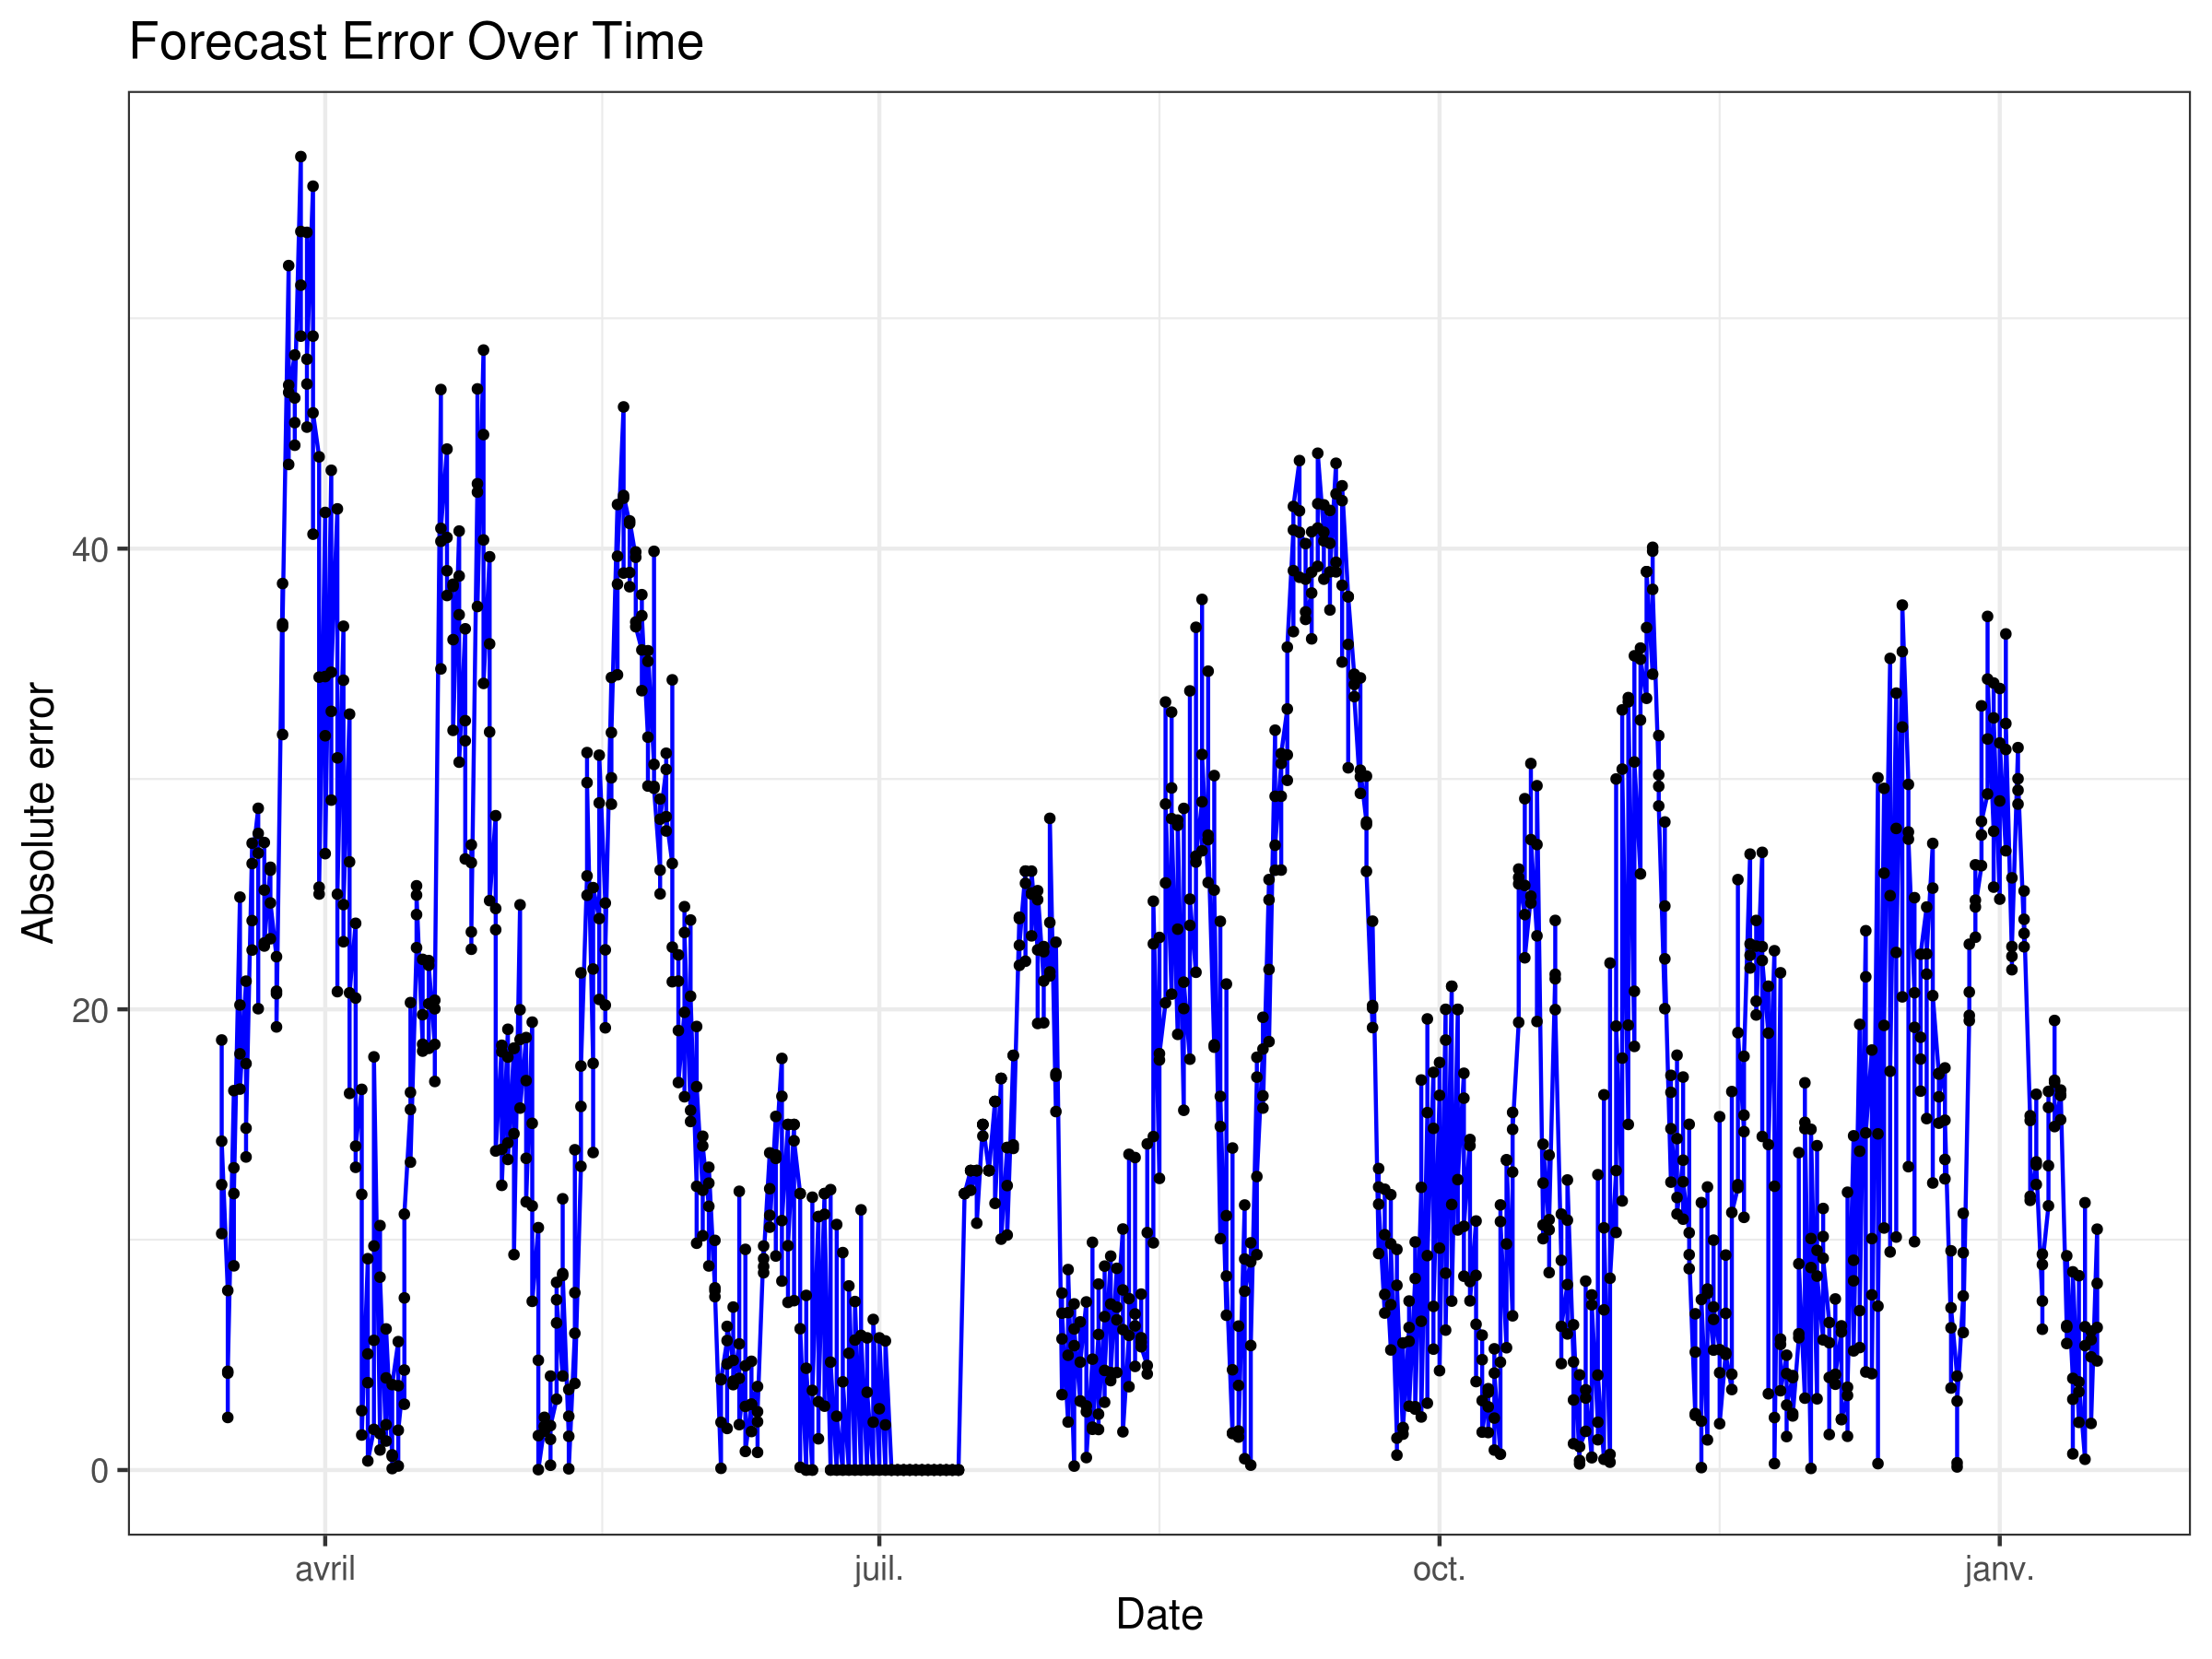 Forecast Error Over Time
Absolute error
40
20
0
avril
juil.
oct.
janv.
Date